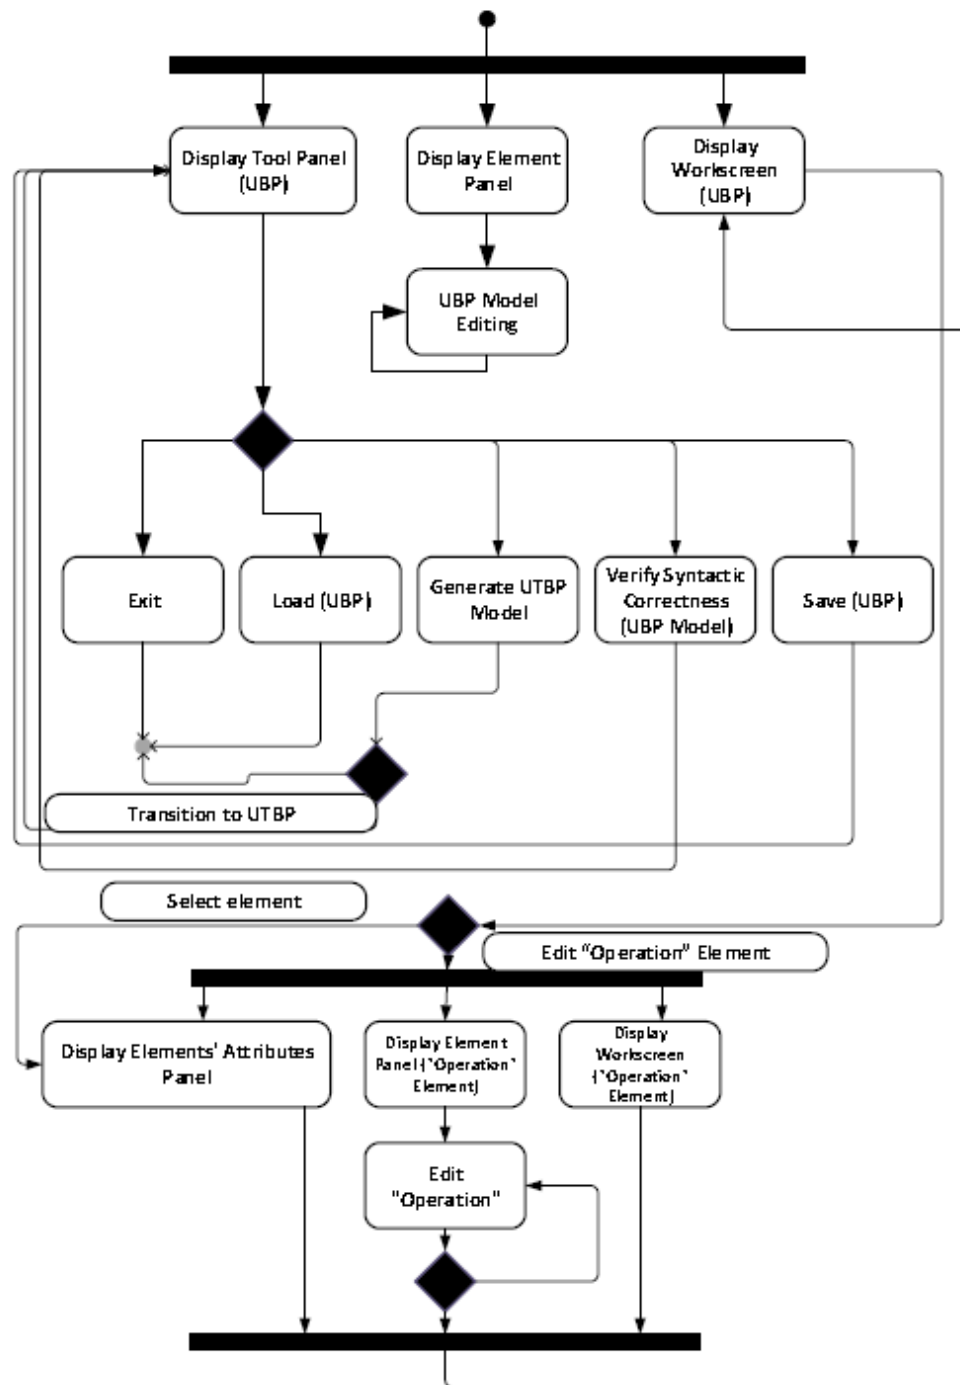 Display Tool Panel
(UBP)
Display Element
Panel
Display
Workscreen
(UBP)
UBP Model
Editing
Exit
Load (UBP)
Generate UTBP
Model
Verify Syntactic
Correctness
(UBP Model)
Save (UBP)
Transition to UTBP
Select element
Edit “Operation” Element
Display Elements' Attributes
Panel
Display Element
Panel ("Operation"
Element)
Display
Workscreen
("Operation"
Element)
Edit
"Operation"